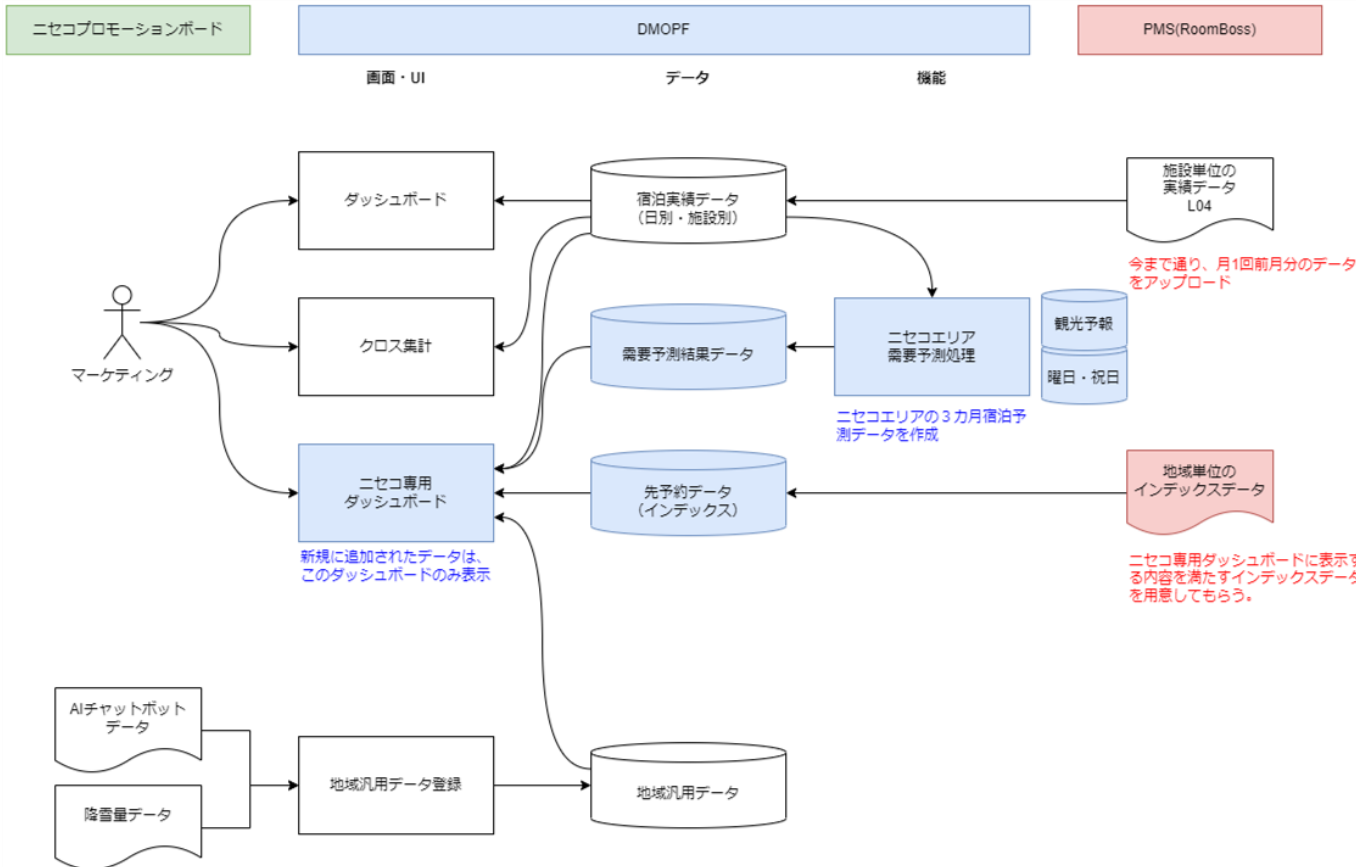 ニセコプロモーションボード
DMOPF
PMS(RoomBoss)
画面・UI
データ
機能
ダッシュボード
宿泊実績データ
（日別・施設別）
施設単位の
実績データ
L04
今まで通り、月1回前月分のデータ
をアップロード
マーケティング
クロス集計
需要予測結果データ
ニセコエリア
需要予測処理
観光予報
曜日・祝日
ニセコエリアの３カ月宿泊予
測データを作成
ニセコ専用
ダッシュボード
新規に追加されたデータは、
このダッシュボードのみ表示
先予約データ
（インデックス）
地域単位の
インデックスデータ
ニセコ専用ダッシュボードに表示す
る内容を満たすインデックスデータ
を用意してもらう。
AIチャットボット
データ
降雪量データ
地域汎用データ登録
地域汎用データ